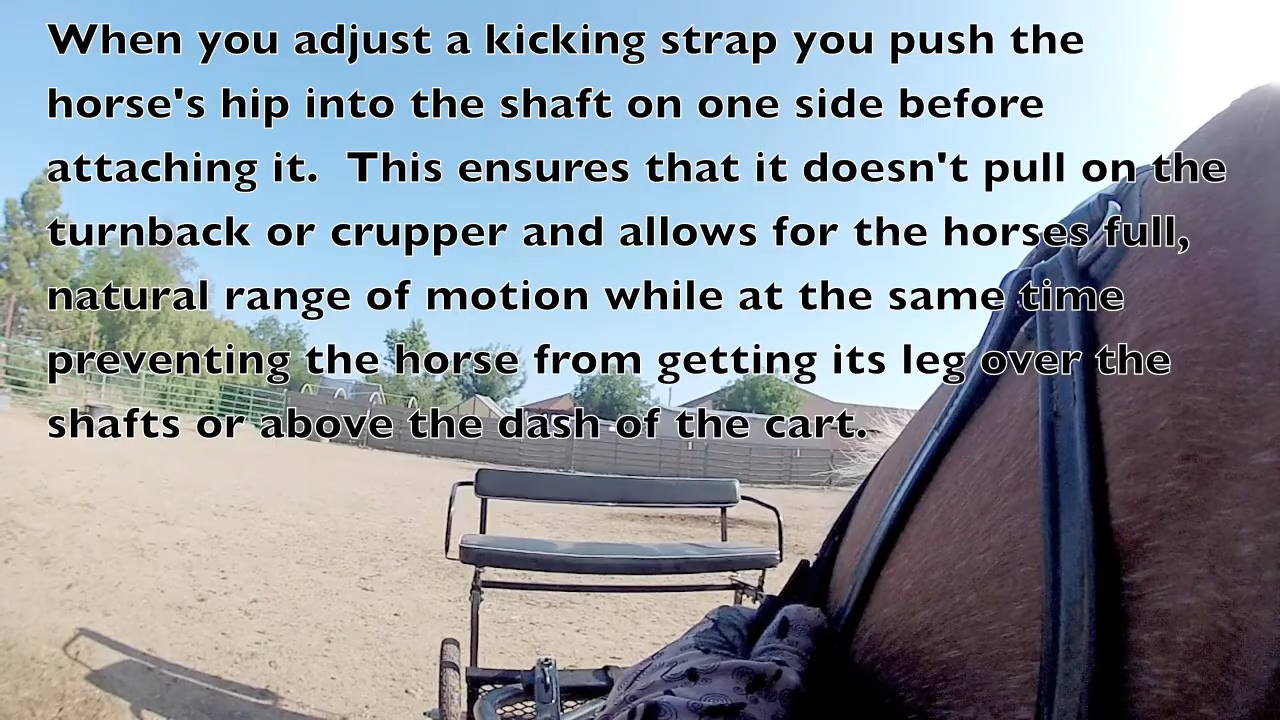 When you adjust a kicking strap you push the
horse's hip into the shaft on one side before
attaching it.  This ensures that it doesn't pull on the
turnback or crupper and allows for the horses full,
natural range of motion while at the same time
preventing the horse from getting its leg over the
shafts or above the dash of the cart.